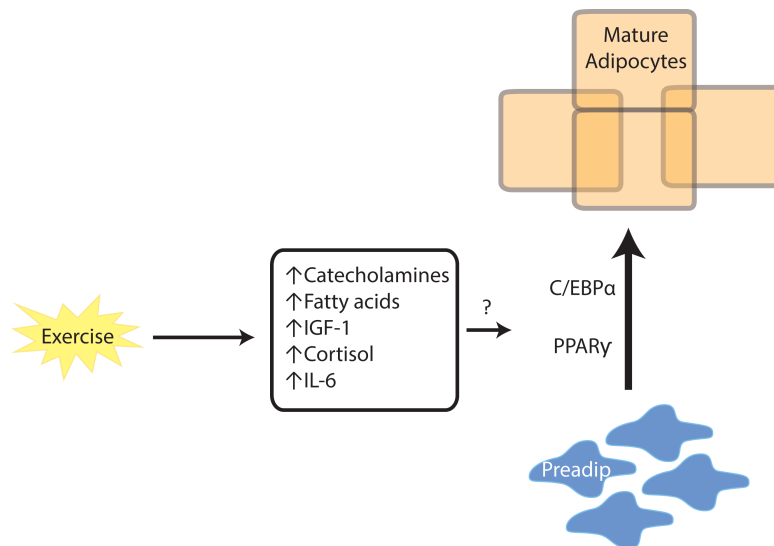 Mature
Adipocytes
Exercise
↑Catecholamines
↑Fatty acids
↑IGF-1
↑Cortisol
↑IL-6
?
C/EBPα
PPARγ
Preadip